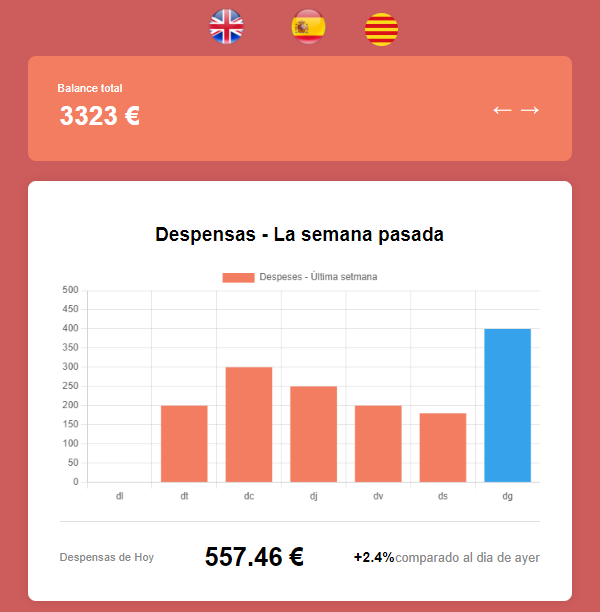 Balance total
3323 €
← →
Despensas - La semana pasada
Despeses - Última setmana
500
450
400
350
300
250
200
150
100
50
0
dl dt dc dj dv ds dg
Despensas de Hoy 557.46 € +2.4%comparado al dia de ayer